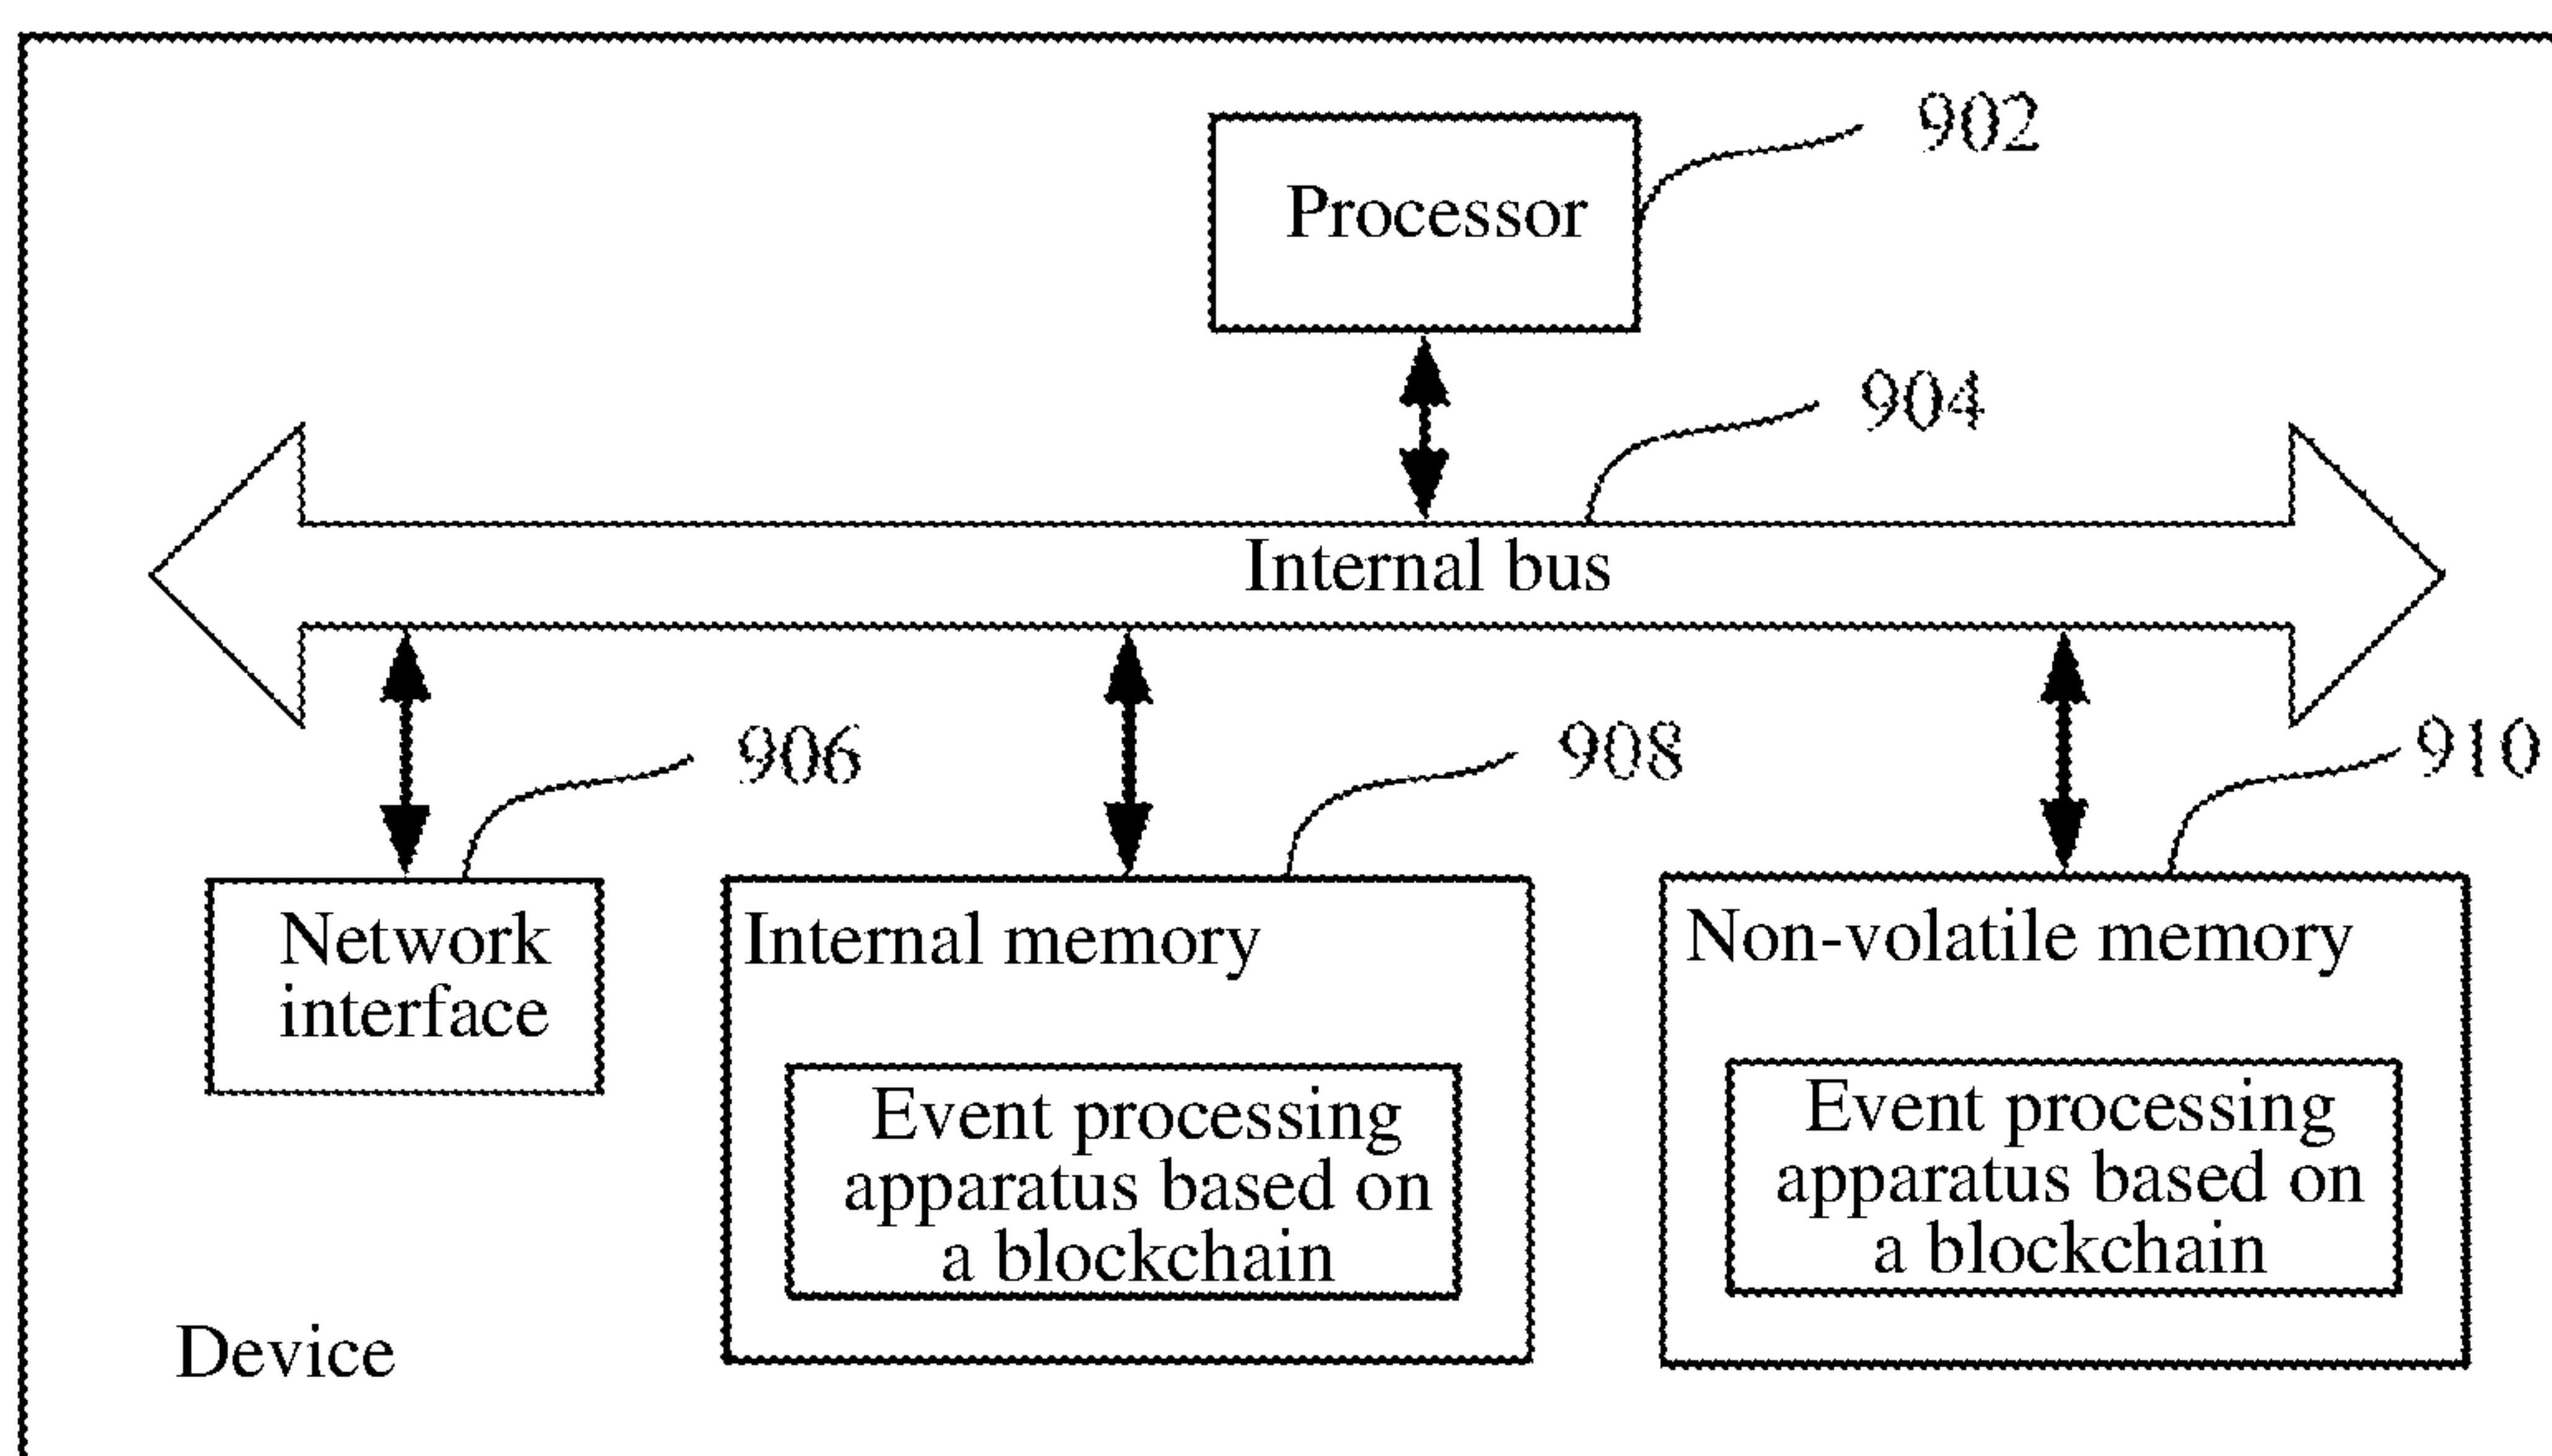 902
Processor
904
Internal bus
906
908
910
Network
interface
Internal memory
Non-volatile memory
Event processing
apparatus based on
a blockchain
Event processing
apparatus based on
a blockchain
Device